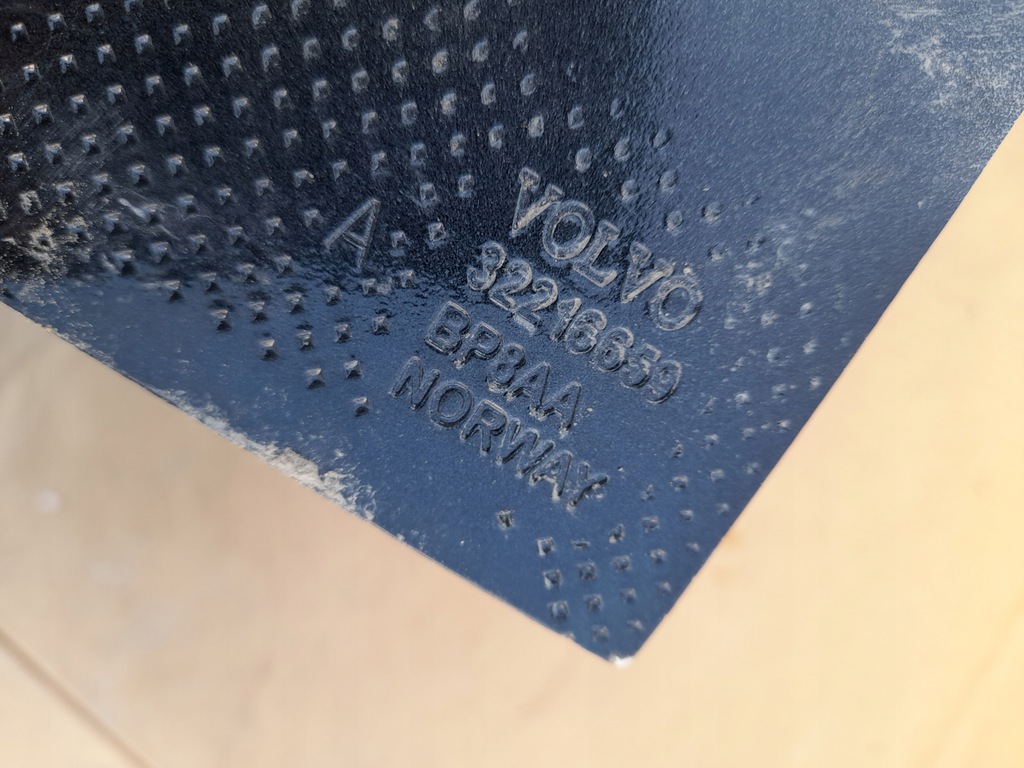 A
VOLVO
32216659
BP8AA
NORWAY